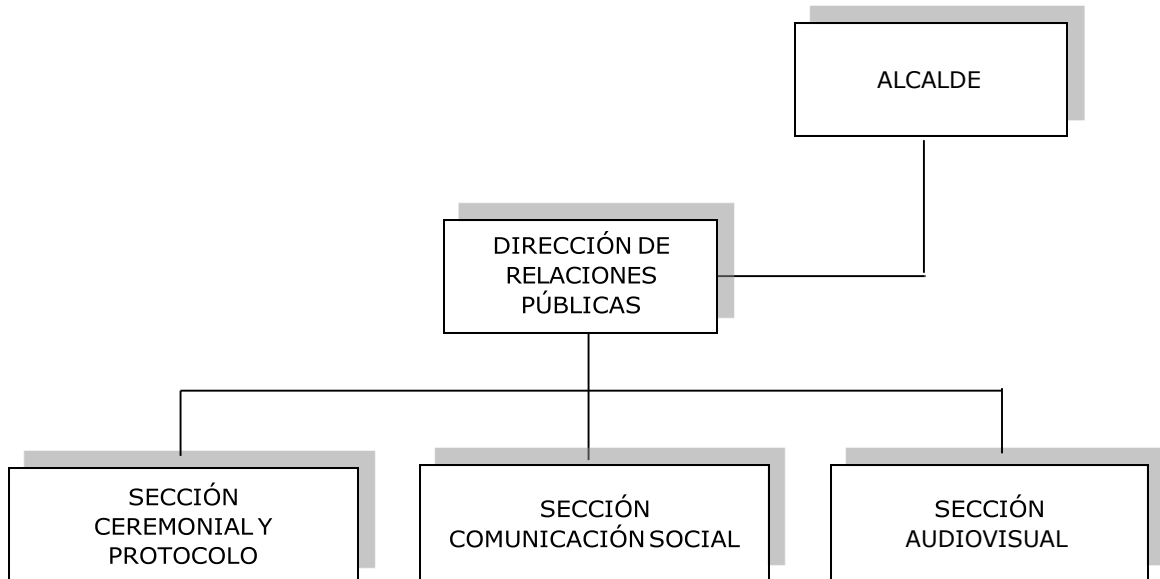 ALCALDE
DIRECCIÓN DE
RELACIONES
PÚBLICAS
SECCIÓN
CEREMONIAL Y
PROTOCOLO
SECCIÓN
COMUNICACIÓN SOCIAL
SECCIÓN
AUDIOVISUAL